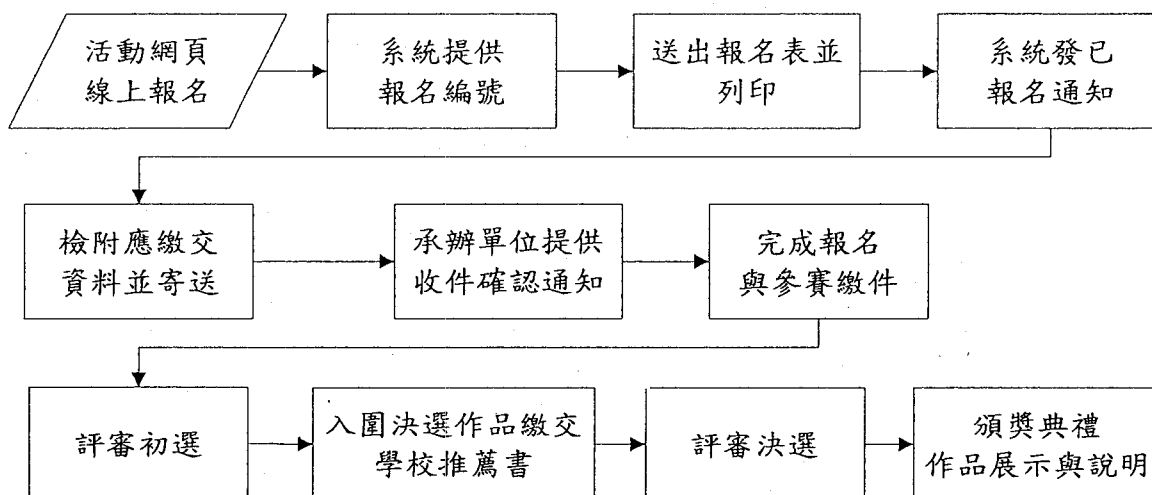 活動網頁
線上報名
系統提供
報名編號
送出報名表並
列印
系統發已
報名通知
檢附應繳交
資料並寄送
承辦單位提供
收件確認通知
完成報名
與參賽繳件
評審初選
入圍決選作品繳交
學校推薦書
評審決選
頒獎典禮
作品展示與說明